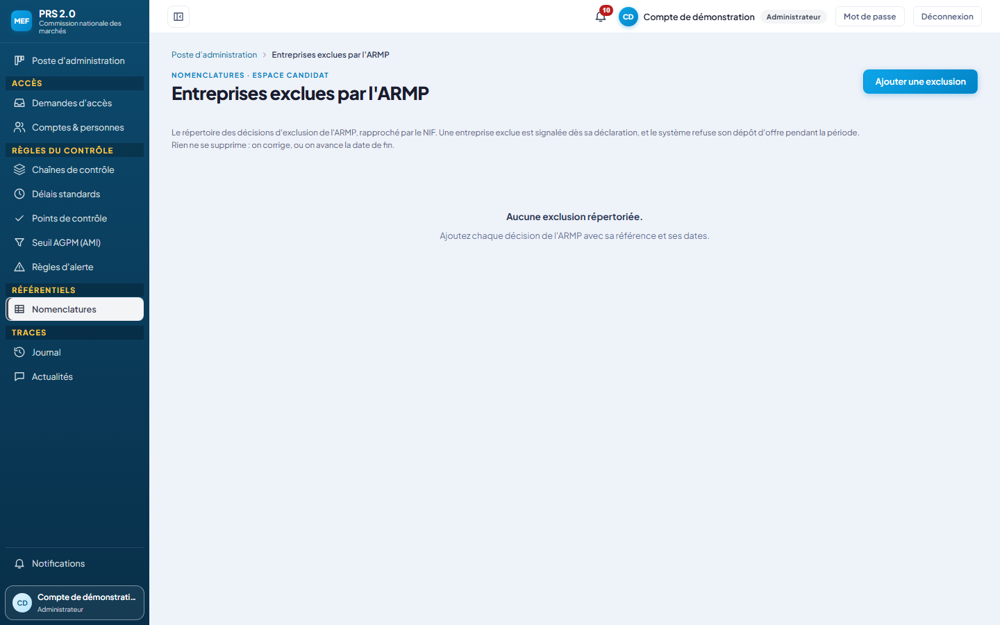 MEF
PRS 2.0
Commission nationale des
marchés
Poste d'administration
ACCÈS
Demandes d'accès
Comptes & personnes
RÈGLES DU CONTRÔLE
Chaînes de contrôle
Délais standards
Points de contrôle
Seuil AGPM (AMI)
Règles d'alerte
RÉFÉRENTIELS
Nomenclatures
TRACES
Journal
Actualités
Notifications
CD
Compte de démonstrati...
Administrateur
10
CD
Compte de démonstration
Administrateur
Mot de passe
Déconnexion
Poste d'administration > Entreprises exclues par l'ARMP
NOMENCLATURES · ESPACE CANDIDAT
Entreprises exclues par l'ARMP
Ajouter une exclusion
Le répertoire des décisions d'exclusion de l'ARMP, rapproché par le NIF. Une entreprise exclue est signalée dès sa déclaration, et le système refuse son dépôt d'offre pendant la période.
Rien ne se supprime : on corrige, ou on avance la date de fin.
Aucune exclusion répertoriée.
Ajoutez chaque décision de l'ARMP avec sa référence et ses dates.